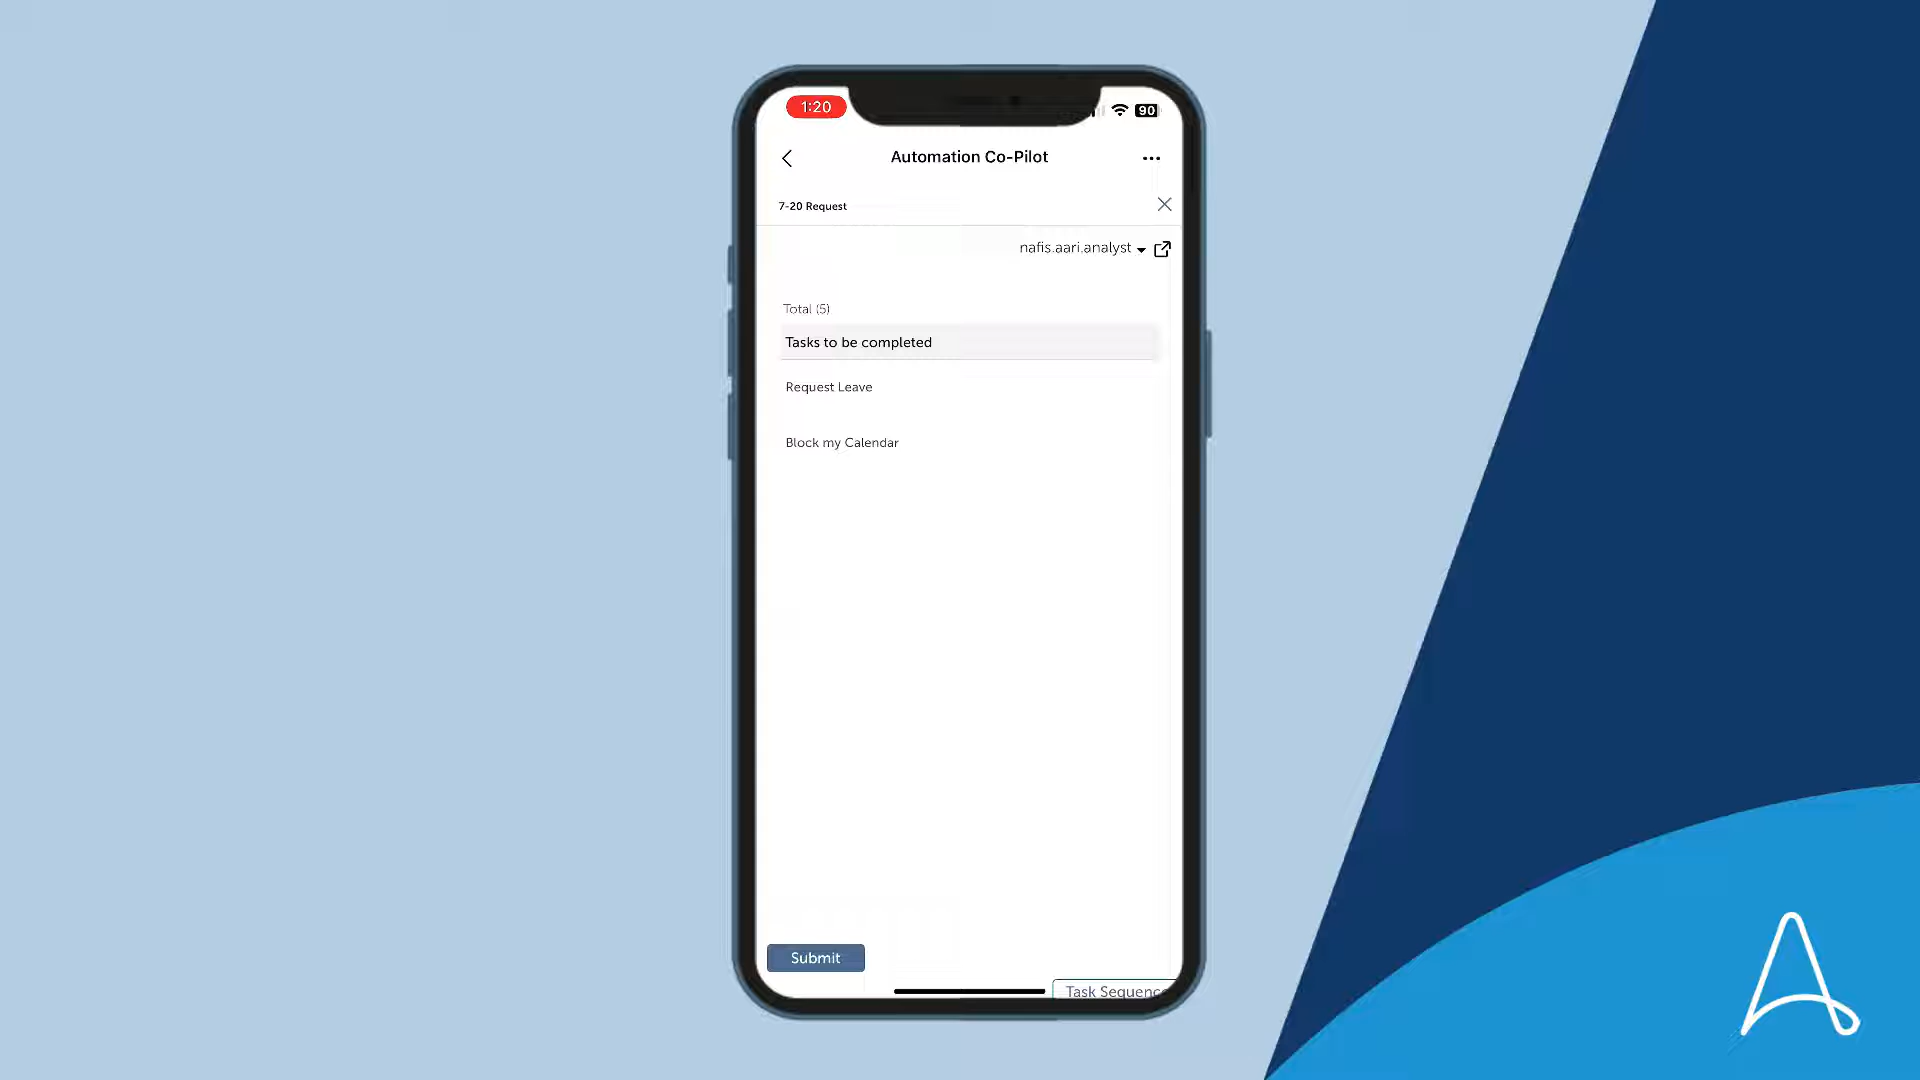 1:20
90
Automation Co-Pilot
7-20 Request
nafis.aari.analyst
Total (5)
Tasks to be completed
Request Leave
Block my Calendar
Submit
Task Sequence